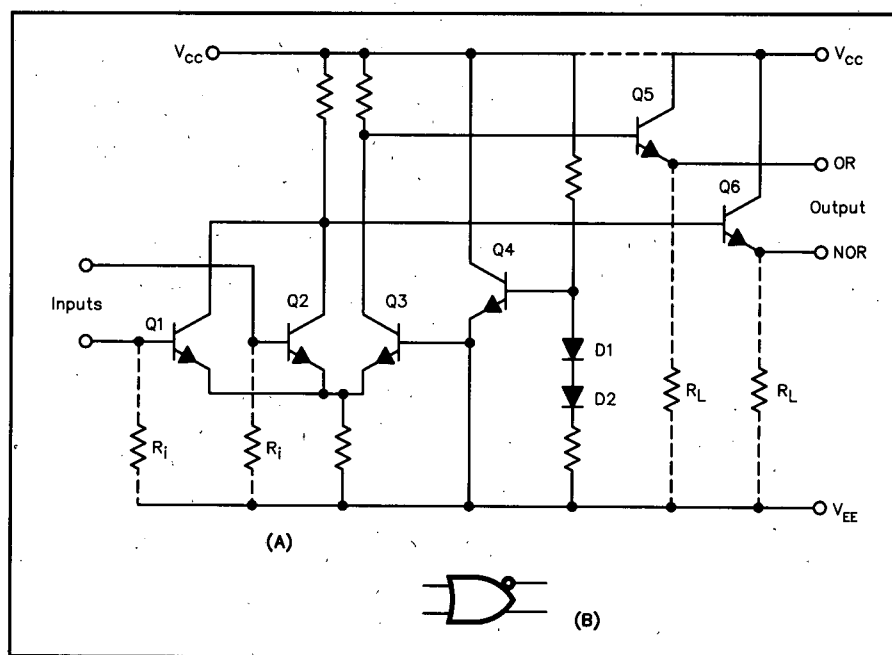 VCC
VCC
Q5
OR
Q6
Output
Q4
NOR
Inputs
Q1
Q2
Q3
D1
D2
RL
RL
Ri
Ri
VEE
(A)
(B)